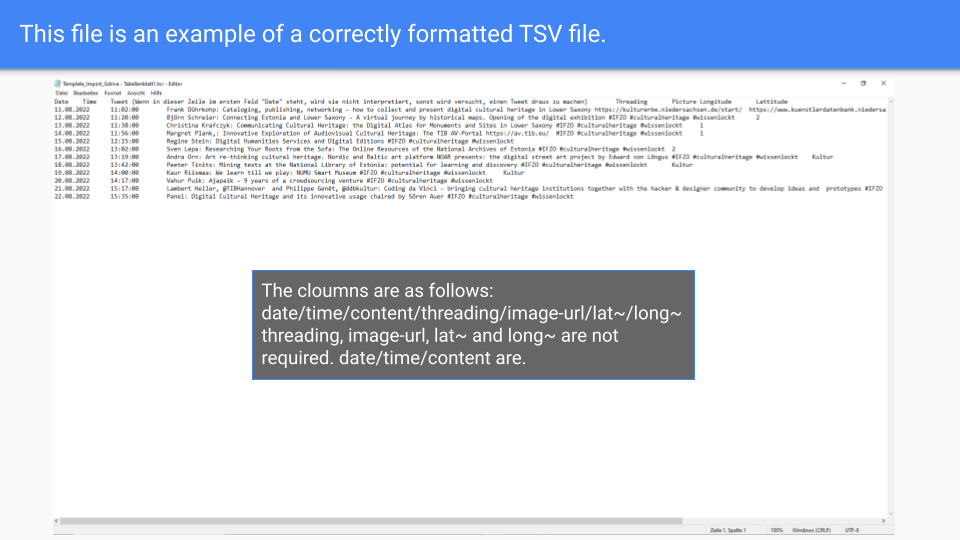 This file is an example of a correctly formatted TSV file.
Template_Import_Gdrive - Tabellenblatt1.tsv - Editor
Datei Bearbeiten Format Ansicht Hilfe
Date Time Tweet (Wenn in dieser Zeile im ersten Feld "Date" steht, wird sie nicht interpretiert, sonst wird versucht, einen Tweet draus zu machen) Threading Picture Longitude Lattitude
11.08.2022 11:02:00 Frank Dührkohp: Cataloging, publishing, networking – how to collect and present digital cultural heritage in Lower Saxony https://kulturerbe.niedersachsen.de/start/ https://www.kuenstlerdatenbank.niedersa
12.08.2022 11:20:00 Björn Schreier: Connecting Estonia and Lower Saxony – A virtual journey by historical maps. Opening of the digital exhibition #IFZO #culturalheritage #wissenlockt 2
13.08.2022 11:38:00 Christina Krafczyk: Communicating Cultural Heritage: the Digital Atlas for Monuments and Sites in Lower Saxony #IFZO #culturalheritage #wissenlockt 1
14.08.2022 11:56:00 Margret Plank,: Innovative Exploration of Audiovisual Cultural Heritage: The TIB AV-Portal https://av.tib.eu/ #IFZO #culturalheritage #wissenlockt 1
15.08.2022 12:15:00 Regine Stein: Digital Humanities Services and Digital Editions #IFZO #culturalheritage #wissenlockt
16.08.2022 13:02:00 Sven Lepa: Researching Your Roots from the Sofa: The Online Resources of the National Archives of Estonia #IFZO #culturalheritage #wissenlockt 2
17.08.2022 13:19:00 Andra Orn: Art re-thinking cultural heritage. Nordic and Baltic art platform NOAR presents: the digital street art project by Edward von Lõngus #IFZO #culturalheritage #wissenlockt Kultur
18.08.2022 13:42:00 Peeter Tinits: Mining texts at the National Library of Estonia: potential for learning and discovery #IFZO #culturalheritage #wissenlockt Kultur
19.08.2022 14:00:00 Kaur Riismaa: We learn till we play: NUMU Smart Museum #IFZO #culturalheritage #wissenlockt Kultur
20.08.2022 14:17:00 Vahur Puik: Ajapaik – 9 years of a crowdsourcing venture #IFZO #culturalheritage #wissenlockt
21.08.2022 15:17:00 Lambert Heller, @TIBHannover and Philippe Genêt, @ddbkultur: Coding da Vinci – bringing cultural heritage institutions together with the hacker & designer community to develop ideas and prototypes #IFZO
22.08.2022 15:35:00 Panel: Digital Cultural Heritage and its innovative usage chaired by Sören Auer #IFZO #culturalheritage #wissenlockt
The cloumns are as follows:
date/time/content/threading/image-url/lat~/long~
threading, image-url, lat~ and long~ are not
required. date/time/content are.
Zeile 1, Spalte 1 100% Windows (CRLF) UTF-8